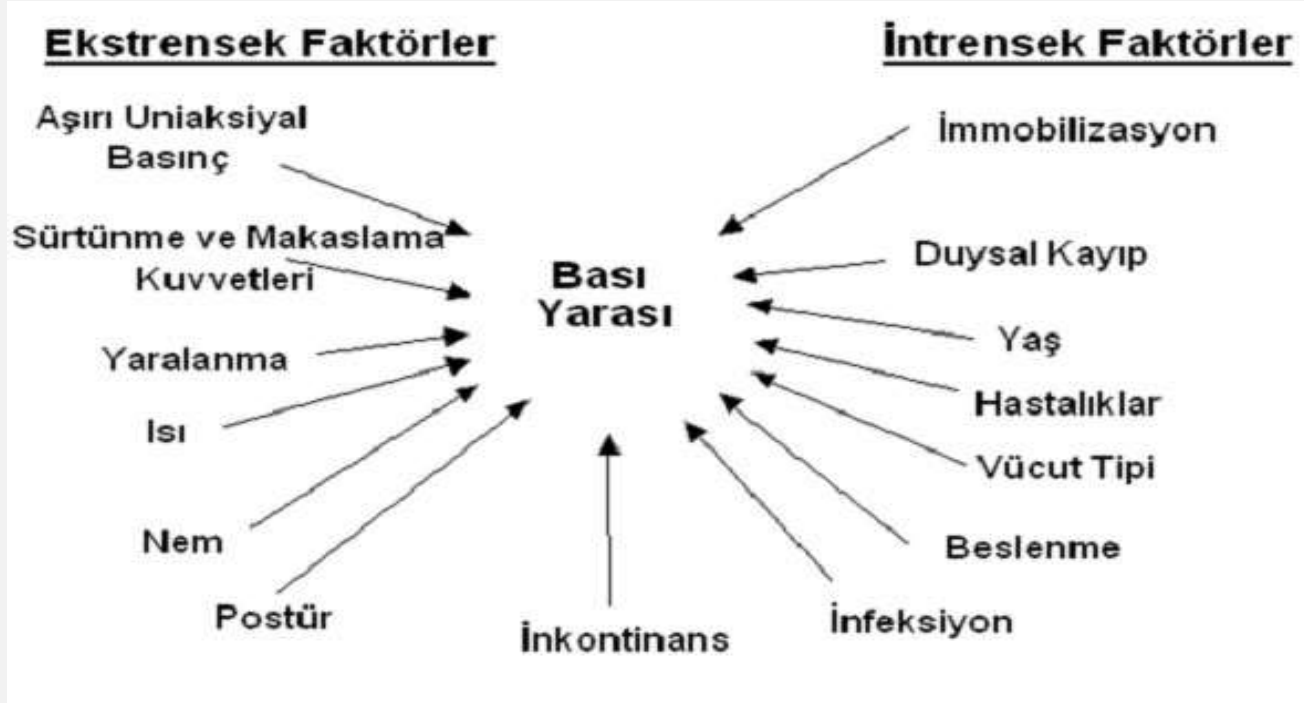 Ekstrensek Faktörler
Aşırı Uniaksiyal
Basınç
Sürtünme ve Makaslama
Kuvvetleri
Yaralanma
Isı
Nem
Postür
Bası
Yarası
İnkontinans
İntrensek Faktörler
İmmobilizasyon
Duysal Kayıp
Yaş
Hastalıklar
Vücut Tipi
Beslenme
İnfeksiyon